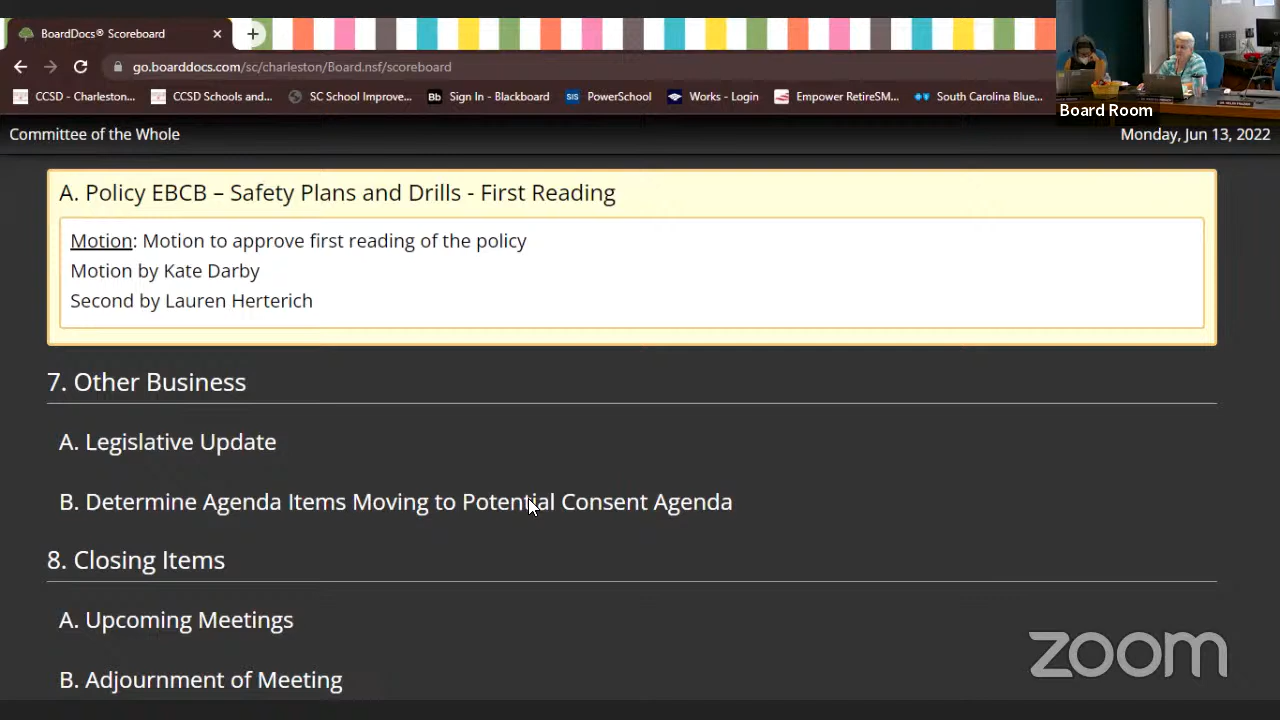 BoardDocs® Scoreboard
go.boarddocs.com/sc/charleston/Board.nsf/scoreboard
CCSD - Charleston...
CCSD Schools and...
SC School Improve...
Bb Sign In - Blackboard
SIS PowerSchool
Works - Login
Empower RetireSM...
South Carolina Blue...
Board Room
Committee of the Whole
Monday, Jun 13, 2022
A. Policy EBCB – Safety Plans and Drills - First Reading
Motion: Motion to approve first reading of the policy
Motion by Kate Darby
Second by Lauren Herterich
7. Other Business
A. Legislative Update
B. Determine Agenda Items Moving to Potential Consent Agenda
8. Closing Items
A. Upcoming Meetings
B. Adjournment of Meeting
zoom